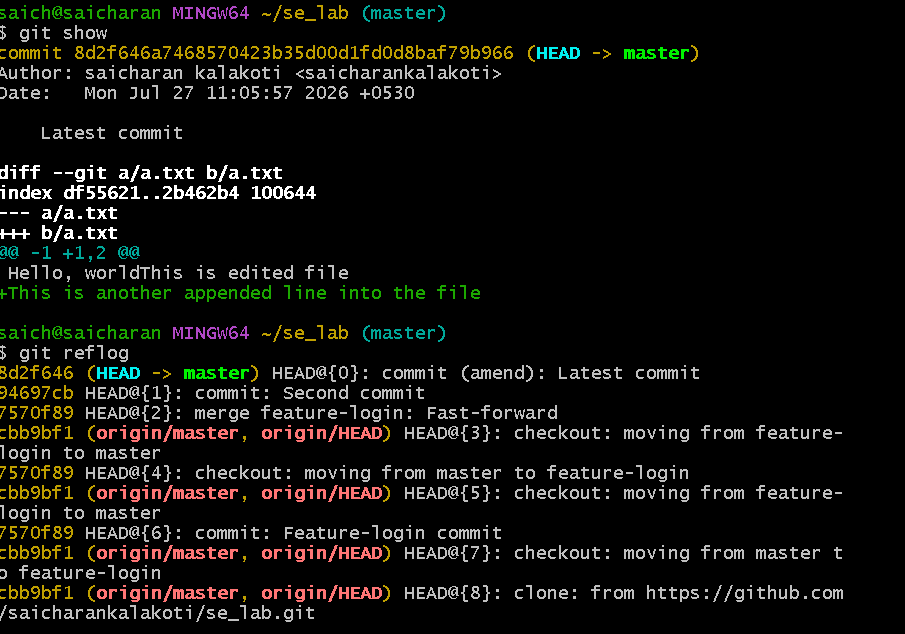 saich@saicharan MINGW64 ~/se_lab (master)
$ git show
commit 8d2f646a7468570423b35d00d1fd0d8baf79b966 (HEAD -> master)
Author: saicharan kalakoti <saicharankalakoti>
Date:   Mon Jul 27 11:05:57 2026 +0530

    Latest commit

diff --git a/a.txt b/a.txt
index df55621..2b462b4 100644
--- a/a.txt
+++ b/a.txt
@@ -1 +1,2 @@
 Hello, worldThis is edited file
+This is another appended line into the file

saich@saicharan MINGW64 ~/se_lab (master)
$ git reflog
8d2f646 (HEAD -> master) HEAD@{0}: commit (amend): Latest commit
94697cb HEAD@{1}: commit: Second commit
7570f89 HEAD@{2}: merge feature-login: Fast-forward
cbb9bf1 (origin/master, origin/HEAD) HEAD@{3}: checkout: moving from feature-
login to master
7570f89 HEAD@{4}: checkout: moving from master to feature-login
cbb9bf1 (origin/master, origin/HEAD) HEAD@{5}: checkout: moving from feature-
login to master
7570f89 HEAD@{6}: commit: Feature-login commit
cbb9bf1 (origin/master, origin/HEAD) HEAD@{7}: checkout: moving from master t
o feature-login
cbb9bf1 (origin/master, origin/HEAD) HEAD@{8}: clone: from https://github.com
/saicharankalakoti/se_lab.git